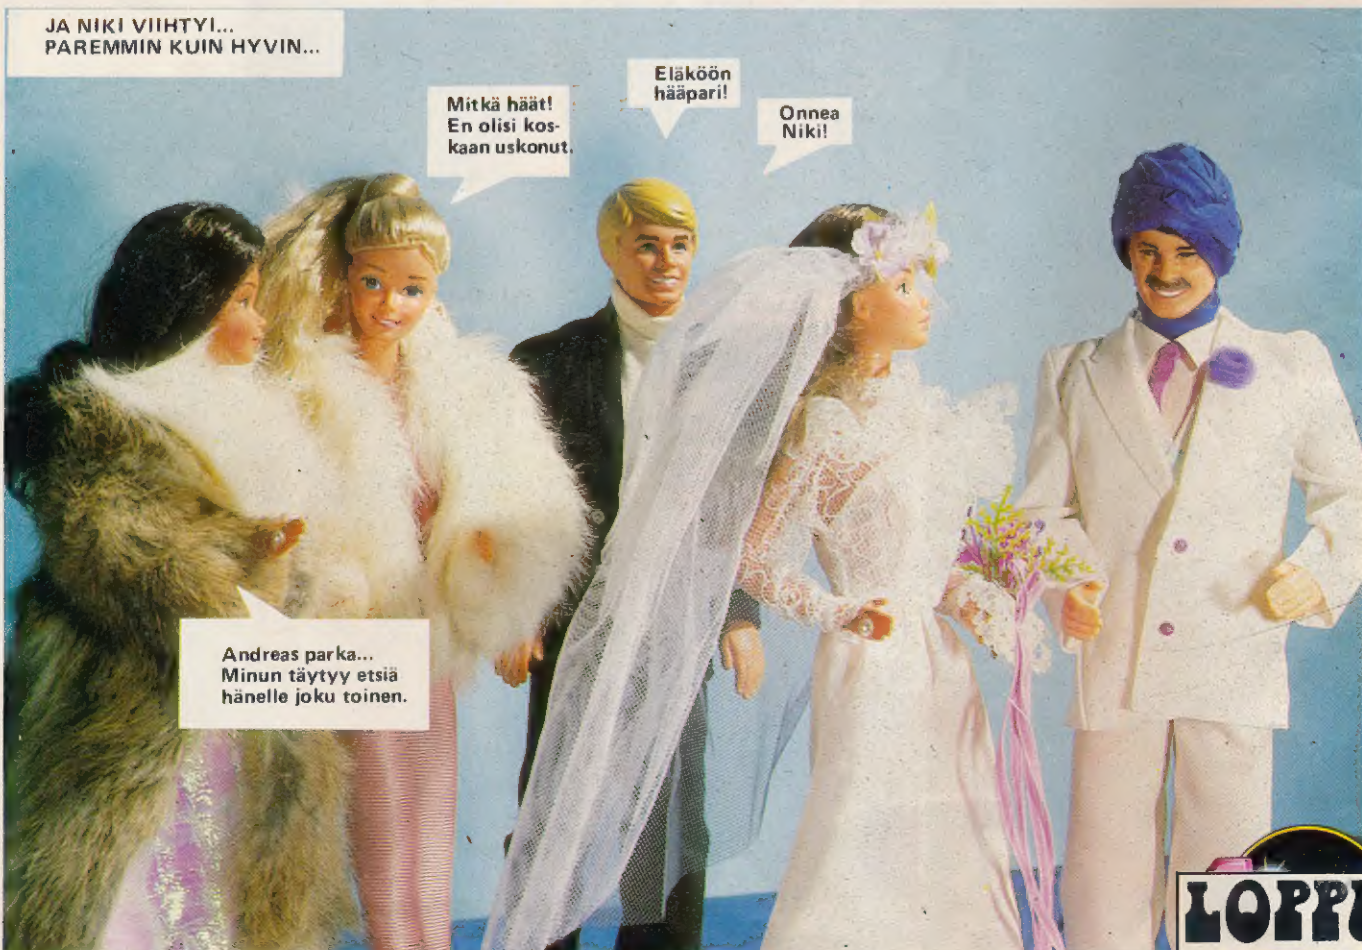 JA NIKI VIIHTYI...
PAREMMIN KUIN HYVIN...
Mitkä häät!
En olisi kos-
kaan uskonut.
Eläköön
hääpari!
Onnea
Niki!
Andreas parka...
Minun täytyy etsiä
hänelle joku toinen.
LOPPU